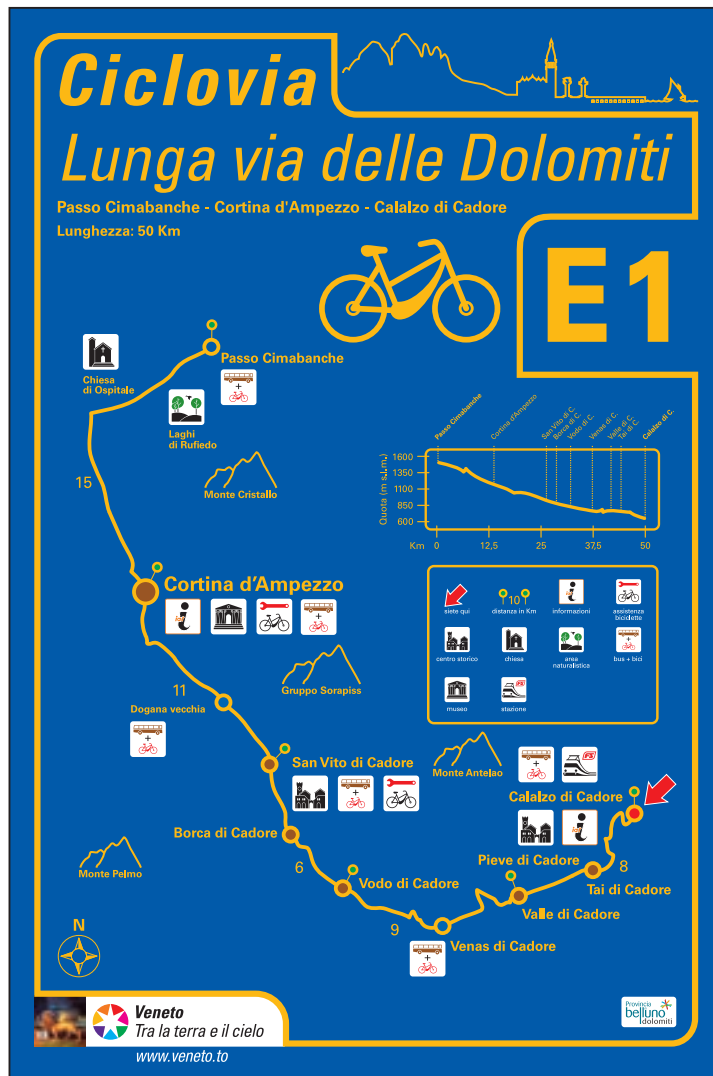 Ciclovia
Lunga via delle Dolomiti
Passo Cimabanche - Cortina d'Ampezzo - Calalzo di Cadore
Lunghezza: 50 Km
E1
Passo Cimabanche
Chiesa
di Ospitale
+
Laghi
di Rufiedo
Monte Cristallo
15
Passo Cimabanche
Cortina d'Ampezzo
San Vito di C.
Borca di C.
Vodo di C.
Venas di C.
Valle di C.
Tai di C.
Calalzo di C.
Quota (m s.l.m.)
1600
1350
1100
850
600
Km
0
12,5
25
37,5
50
Cortina d'Ampezzo
i
+
siete qui
10
distanza in Km
i
informazioni
assistenza
biciclette
centro storico
chiesa
area
naturalistica
+
bus + bici
museo
FS
stazione
Gruppo Sorapiss
11
Dogana vecchia
+
San Vito di Cadore
+
Monte Antelao
+
FS
Calalzo di Cadore
i
Borca di Cadore
Monte Pelmo
6
Vodo di Cadore
Pieve di Cadore
8
Tai di Cadore
Valle di Cadore
9
Venas di Cadore
+
N
Veneto
Tra la terra e il cielo
www.veneto.to
Provincia
belluno
dolomiti